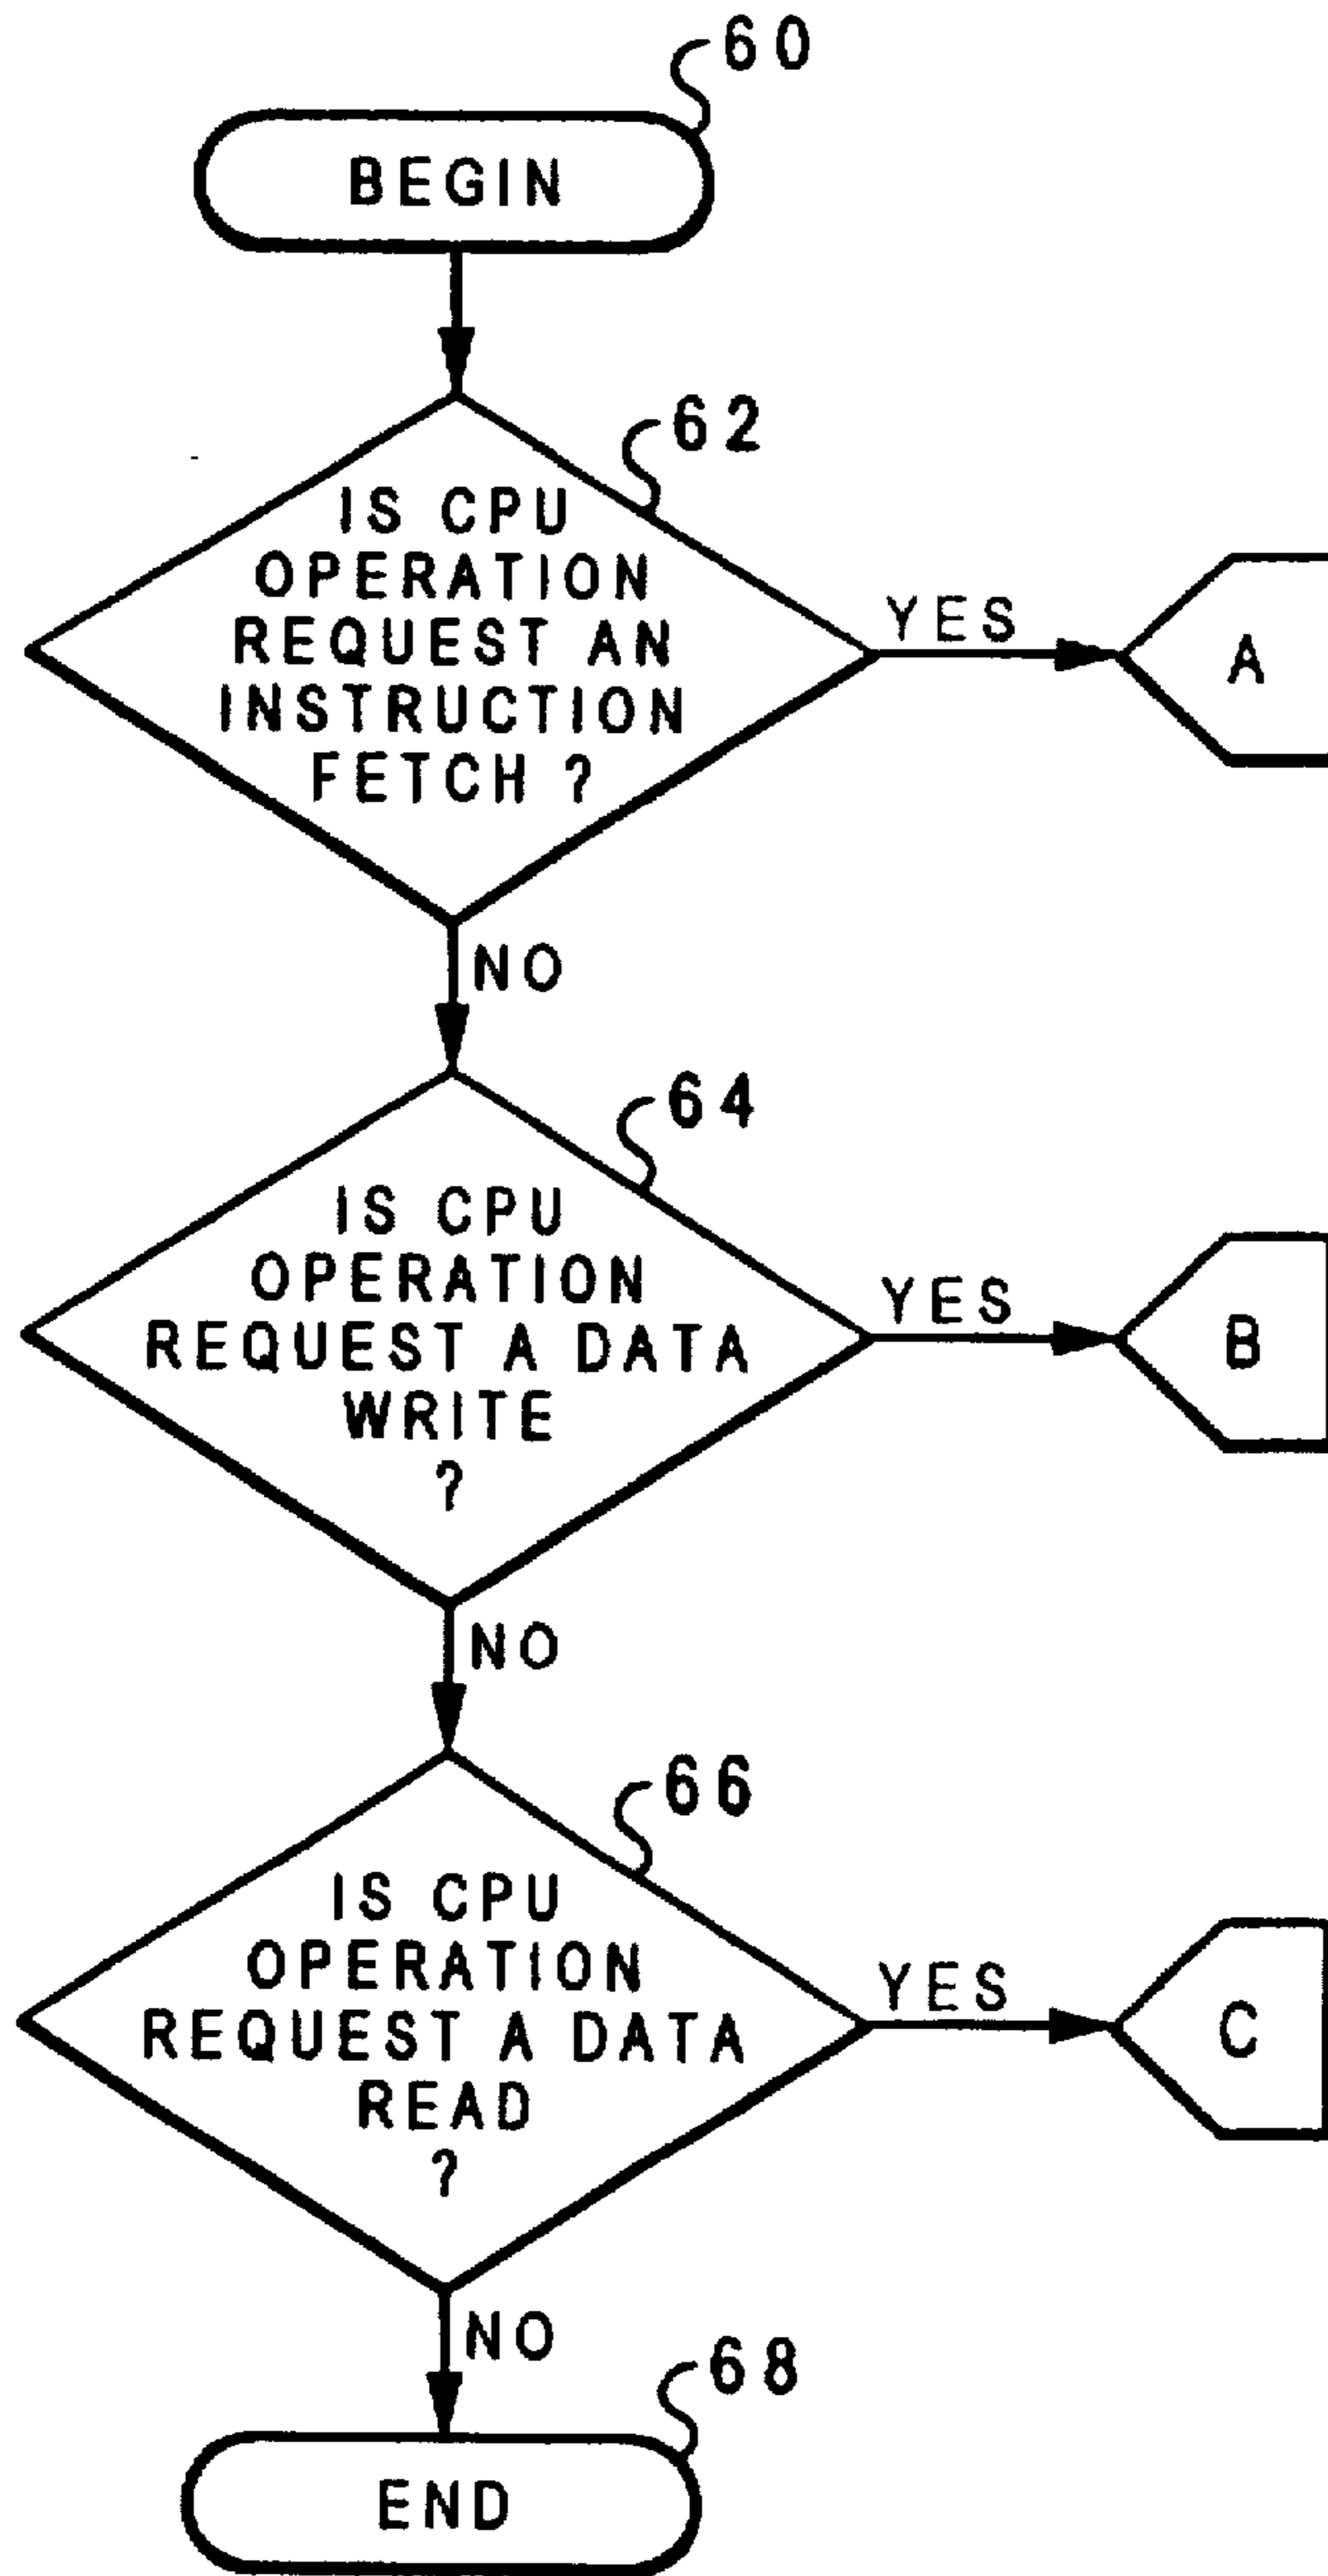 60
BEGIN
62
IS CPU
OPERATION
REQUEST AN
INSTRUCTION
FETCH ?
YES
A
NO
64
IS CPU
OPERATION
REQUEST A DATA
WRITE
?
YES
B
NO
66
IS CPU
OPERATION
REQUEST A DATA
READ
?
YES
C
NO
68
END